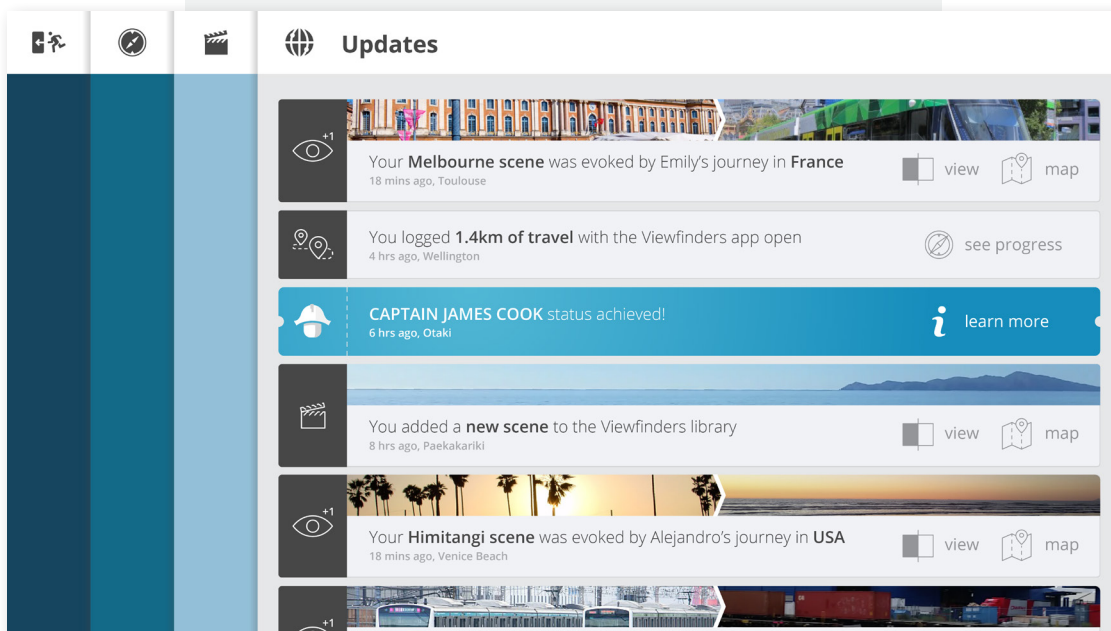 Updates
+1
Your Melbourne scene was evoked by Emily's journey in France
18 mins ago, Toulouse
view
map
You logged 1.4km of travel with the Viewfinders app open
4 hrs ago, Wellington
see progress
CAPTAIN JAMES COOK status achieved!
6 hrs ago, Otaki
i
learn more
You added a new scene to the Viewfinders library
8 hrs ago, Paekakariki
view
map
+1
Your Himitangi scene was evoked by Alejandro's journey in USA
18 mins ago, Venice Beach
view
map
+1